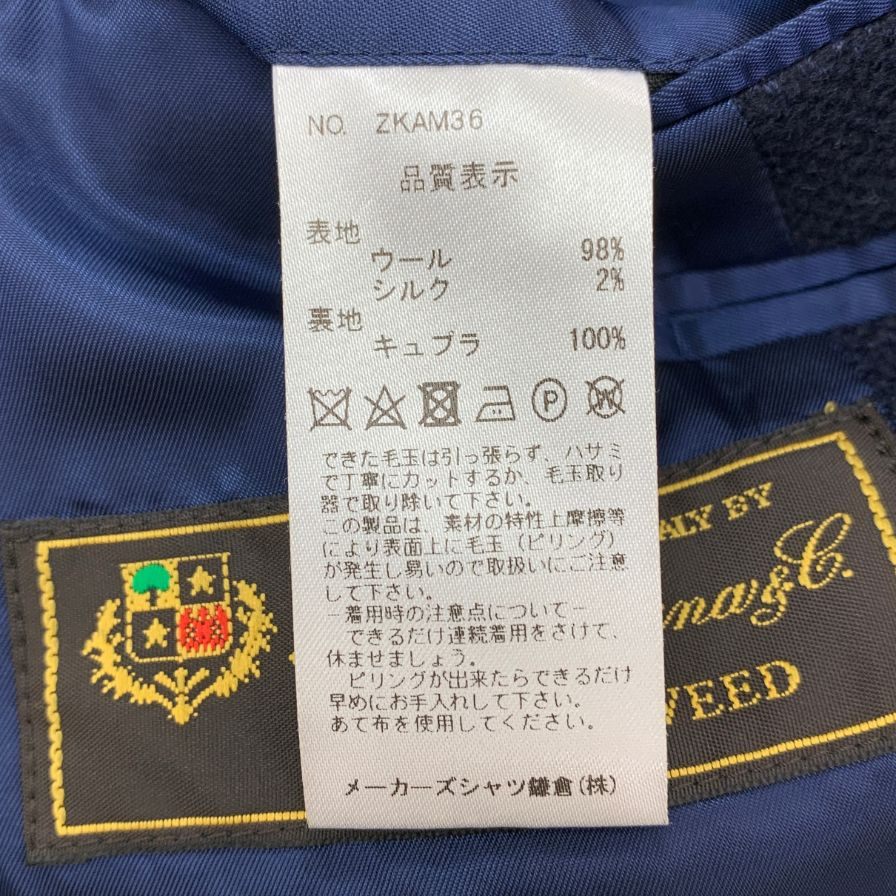 NO. ZKAM36
品質表示
表地
ウール 98%
シルク 2%
裏地
キュプラ 100%
P W
できた毛玉は引っ張らず、ハサミ
で丁寧にカットするか、毛玉取り
器で取り除いて下さい。
この製品は、素材の特性上摩擦等
により表面上に毛玉（ピリング）
が発生し易いので取扱いにご注意
して下さい。
－着用時の注意点について－
できるだけ連続着用をさけて、
休ませましょう。
ピリングが出来たらできるだけ
早めにお手入れして下さい。
あて布を使用してください。
メーカーズシャツ鎌倉（株）
BY
&C.